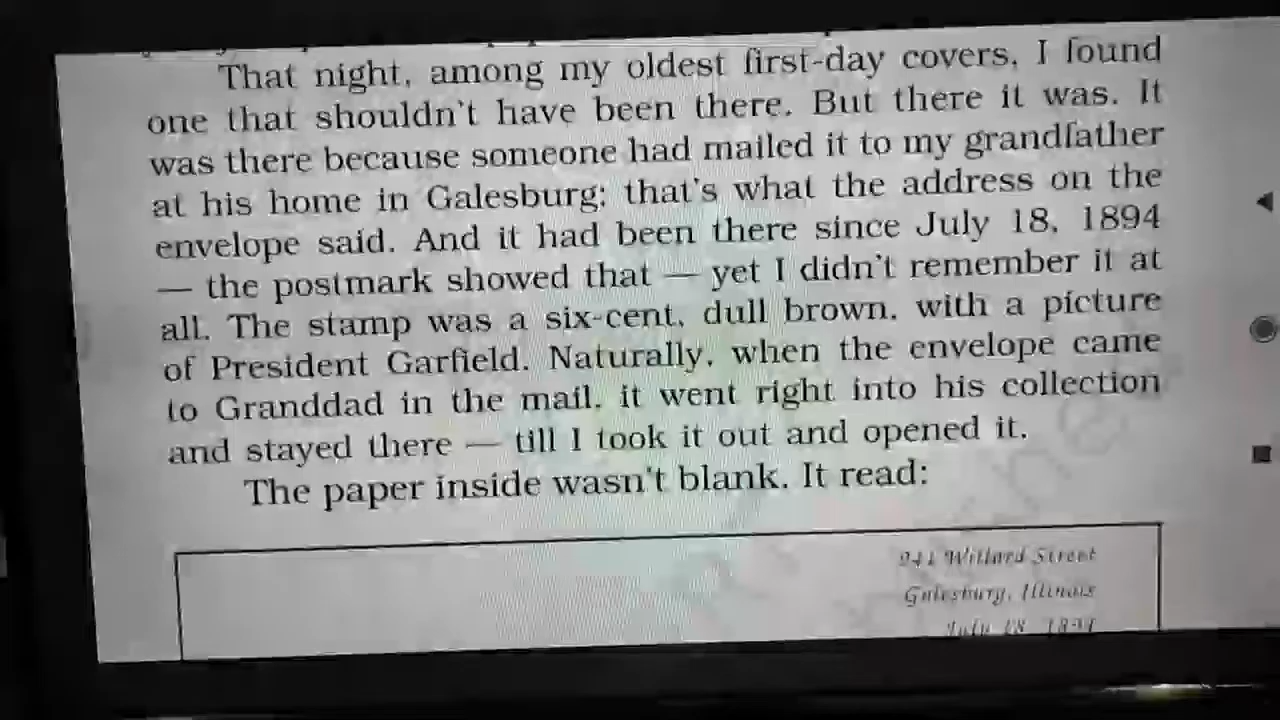 That night, among my oldest first-day covers, I found
one that shouldn't have been there. But there it was. It
was there because someone had mailed it to my grandfather
at his home in Galesburg; that's what the address on the
envelope said. And it had been there since July 18, 1894
— the postmark showed that — yet I didn't remember it at
all. The stamp was a six-cent, dull brown, with a picture
of President Garfield. Naturally, when the envelope came
to Granddad in the mail, it went right into his collection
and stayed there — till I took it out and opened it.
The paper inside wasn't blank. It read:
941 Willard Street
Galesburg, Illinois
July 18, 1894